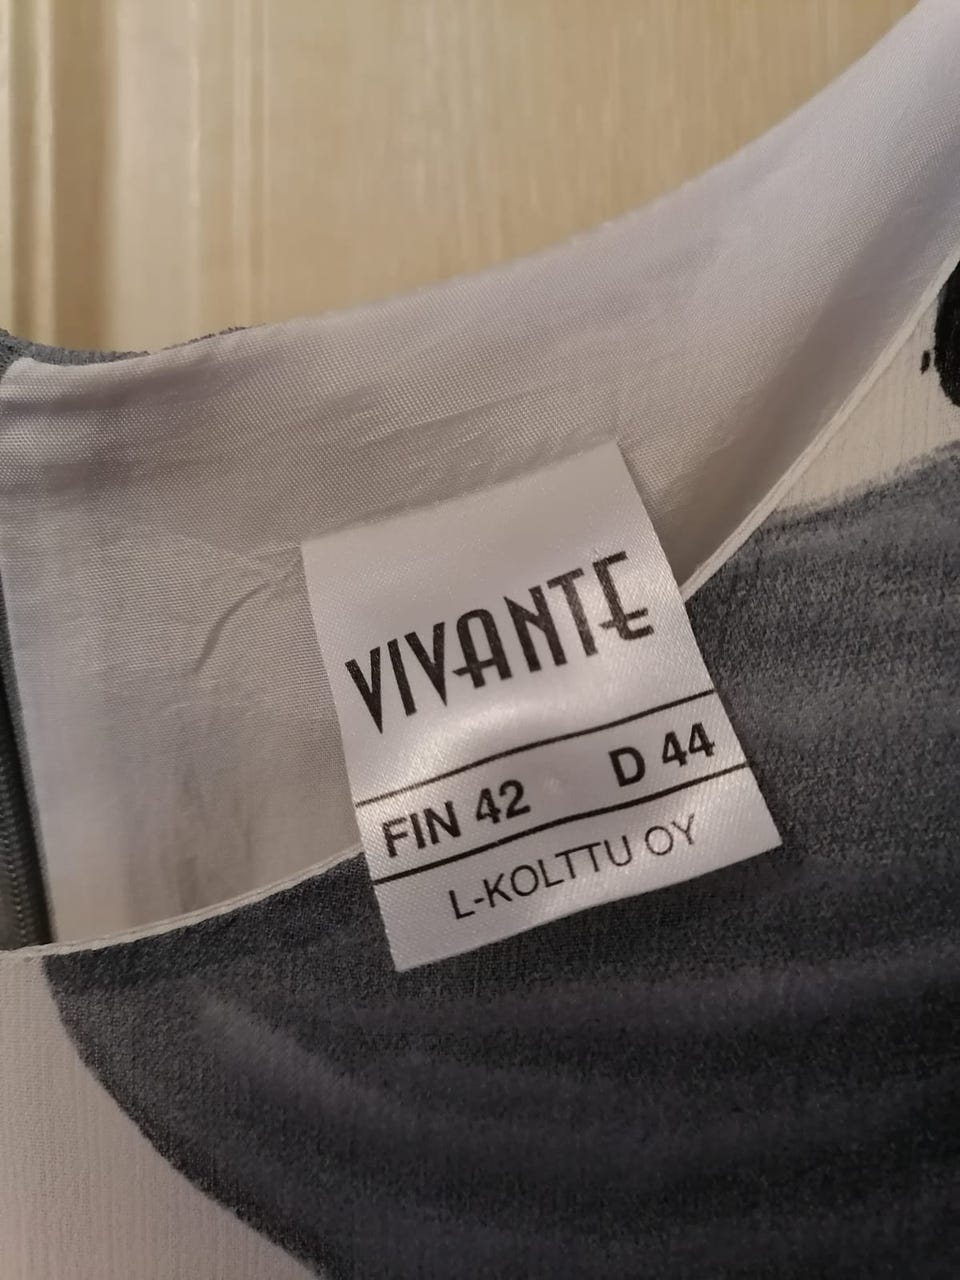 VIVANTE
FIN 42 D 44
L-KOLTTU OY